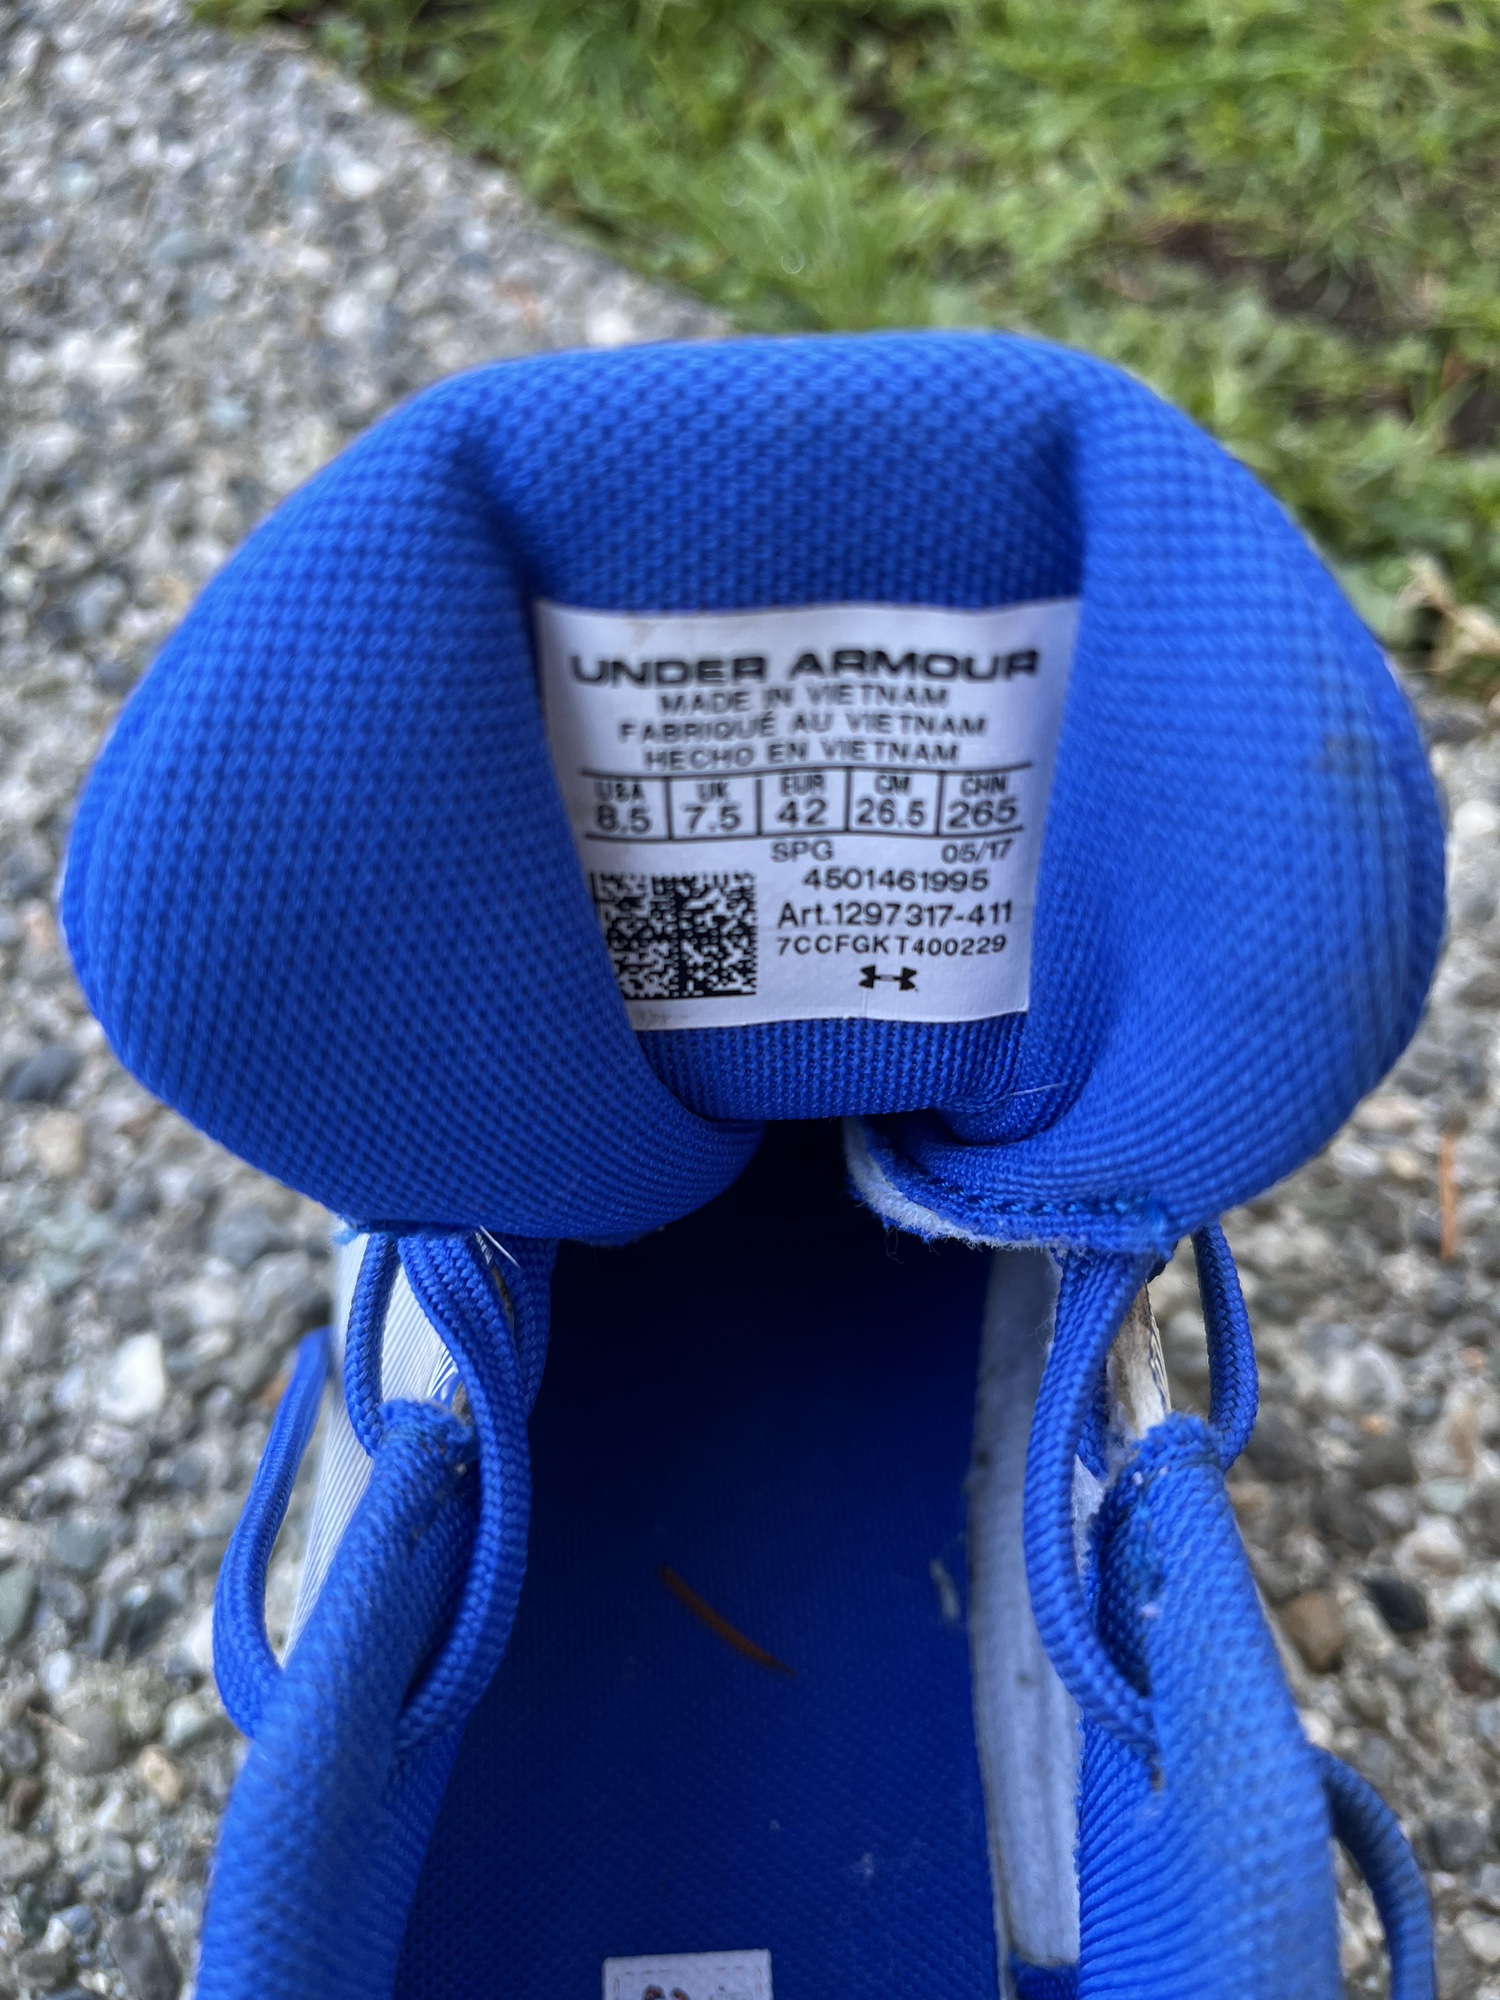 UNDER ARMOUR
MADE IN VIETNAM
FABRIQUÉ AU VIETNAM
HECHO EN VIETNAM
USA UK EUR CM CHN
8.5 7.5 42 26.5 265
SPG 05/17
4501461995
Art.1297317-411
7CCFGKT400229